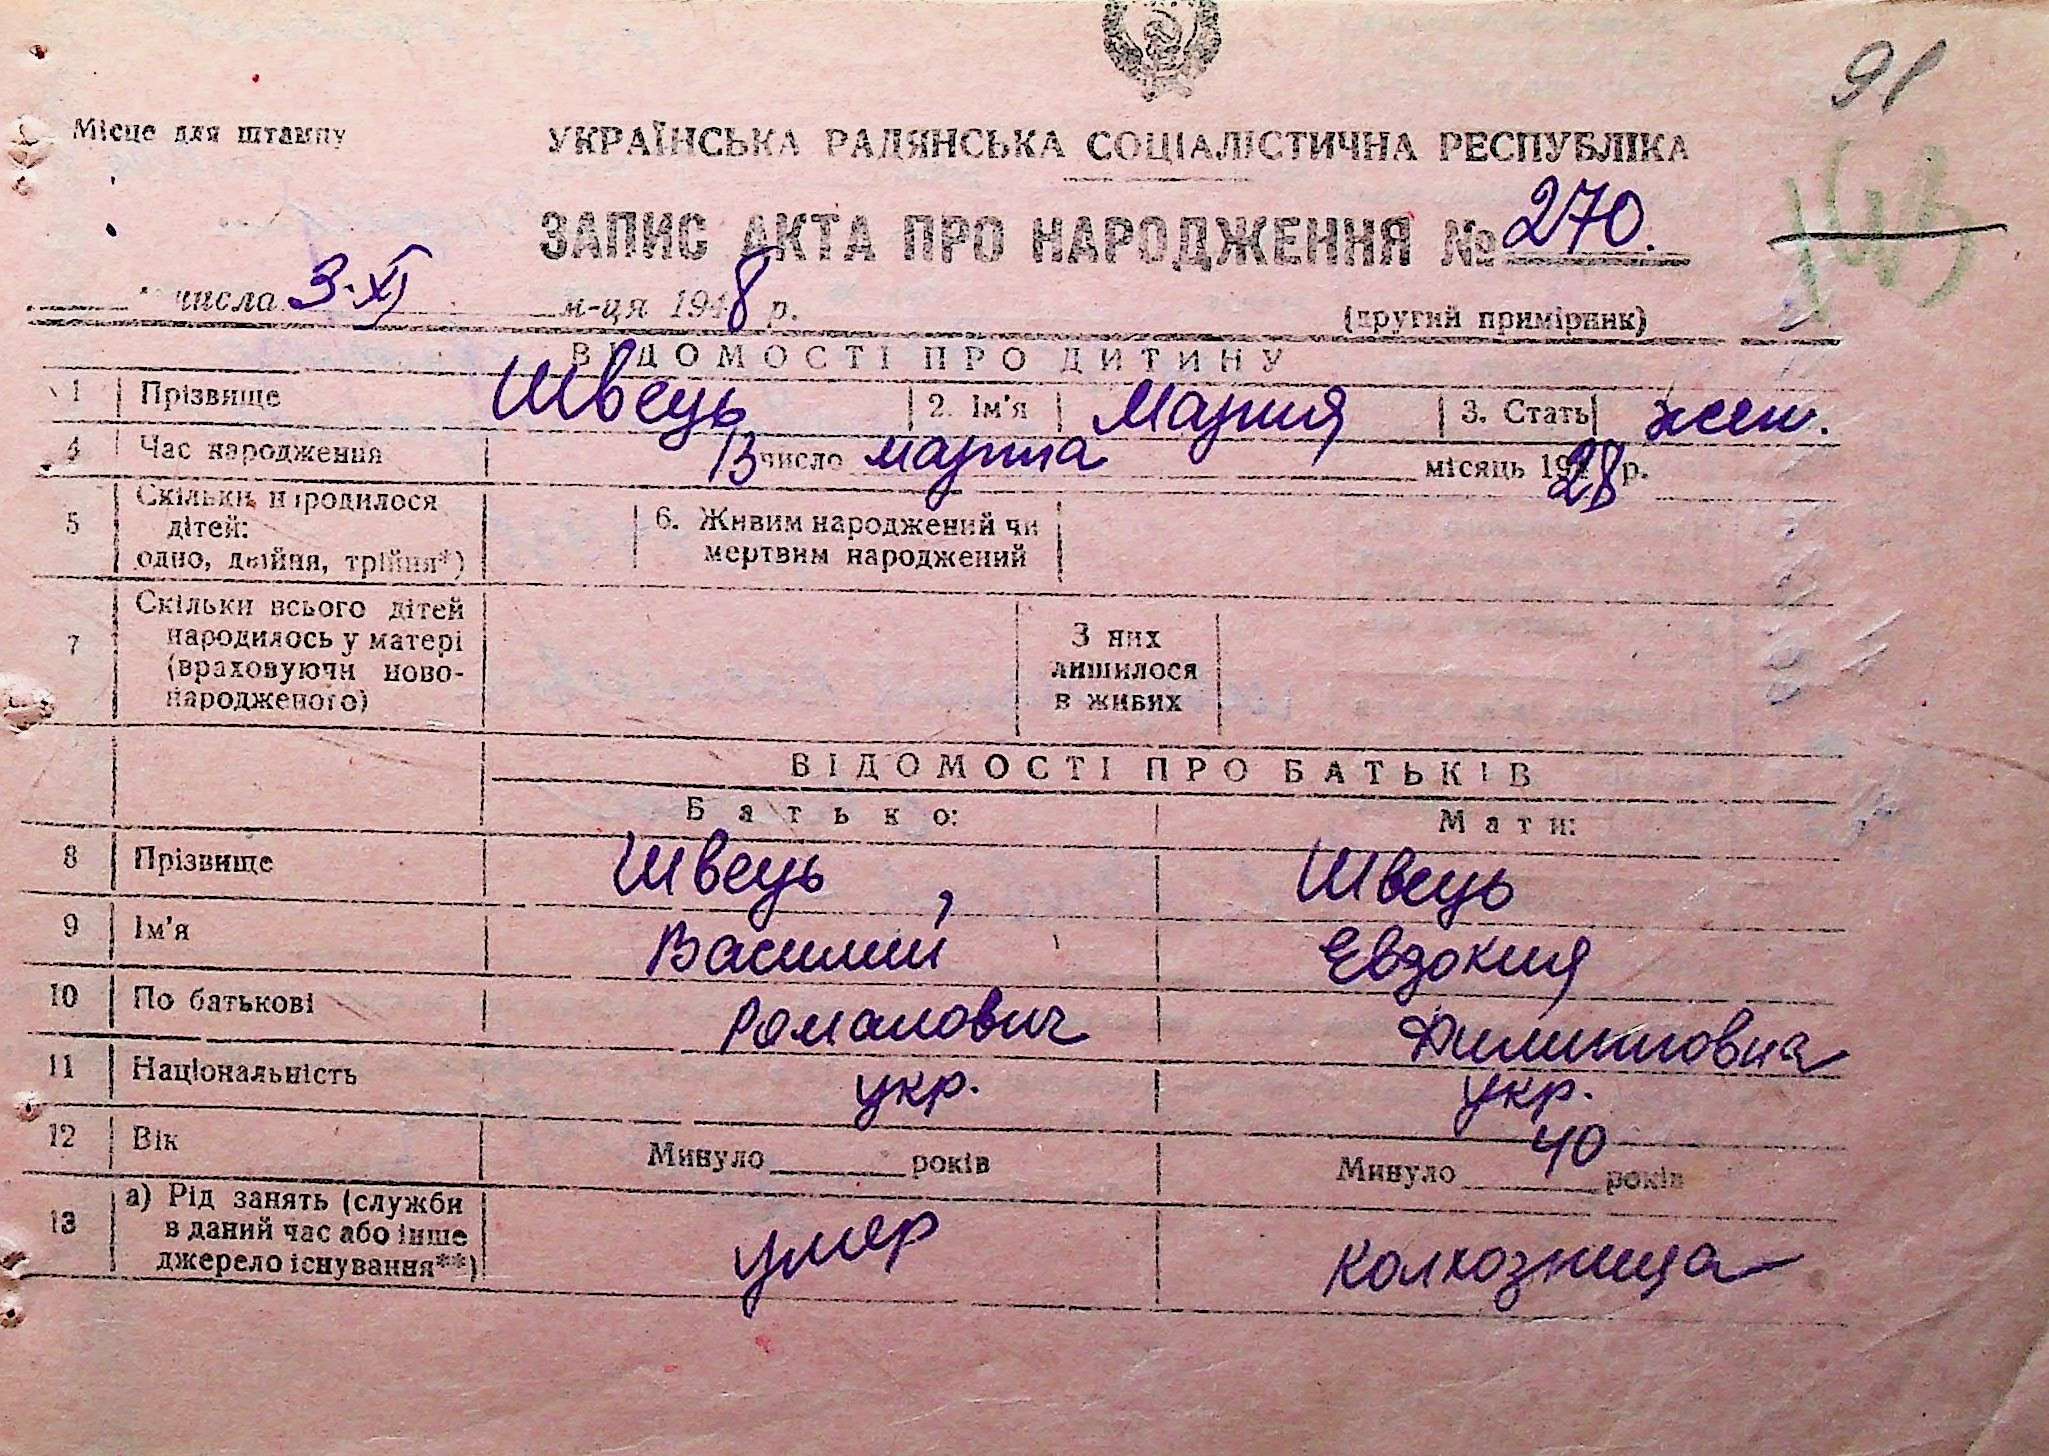 91
Місце для штампу
УКРАЇНСЬКА РАДЯНСЬКА СОЦІАЛІСТИЧНА РЕСПУБЛІКА
ЗАПИС АКТА ПРО НАРОДЖЕННЯ № 270.
числа 3-XI м-ця 1948 р.
(другий примірник)
ВІДОМОСТІ ПРО ДИТИНУ
1 Прізвище Швець 2. Ім'я Мария 3. Стать жен.
4 Час народження 13 число марта місяць 1928 р.
5 Скільки народилося
дітей:
одно, двійня, трійня*)
6. Живим народжений чи
мертвим народжений
7 Скільки всього дітей
народилось у матері
(враховуючи ново-
народженого)
З них
лишилося
в живих
ВІДОМОСТІ ПРО БАТЬКІВ
Батько: Мати:
8 Прізвище Швець Швець
9 Ім'я Василий Евдокия
10 По батькові Романович Филипповна
11 Національність укр. укр.
12 Вік Минуло років Минуло 40 років
13 а) Рід занять (служби
в даний час або інше
джерело існування**)
умер колхозница